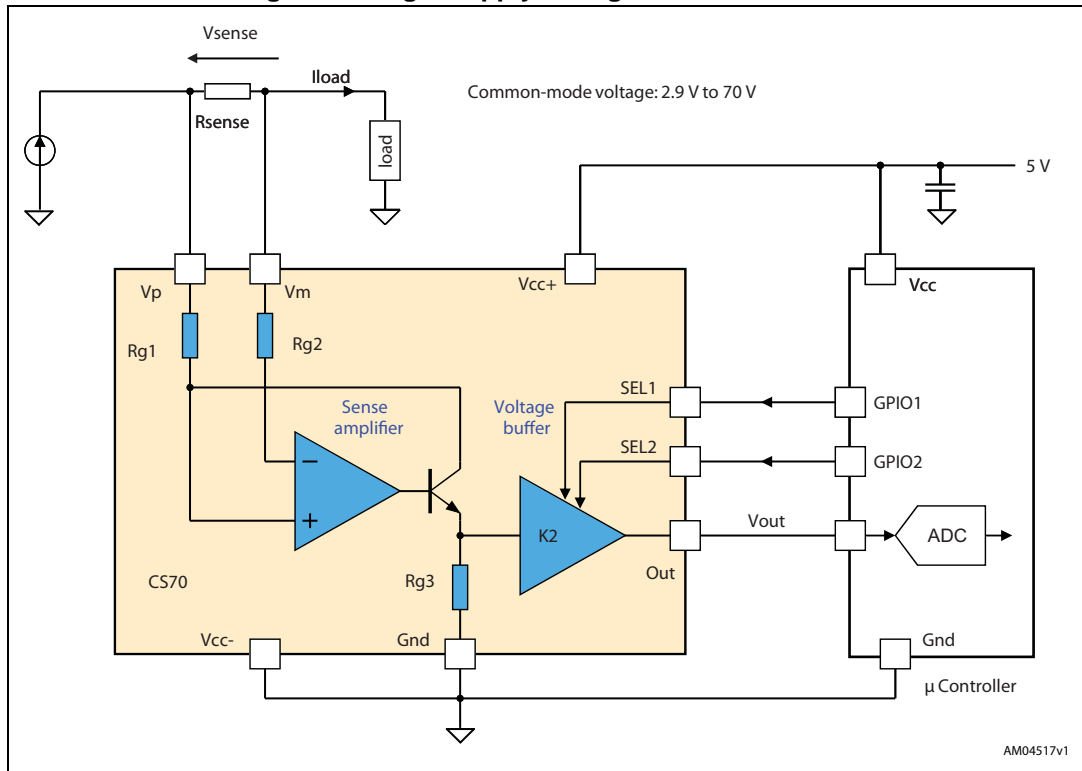 Vsense
Iload
Common-mode voltage: 2.9 V to 70 V
Rsense
load
5 V
Vp
Vm
Vcc+
Vcc
Rg1
Rg2
SEL1
GPIO1
Sense
amplifier
Voltage
buffer
SEL2
GPIO2
Vout
K2
ADC
Out
CS70
Rg3
Vcc-
Gnd
Gnd
µ Controller
AM04517v1